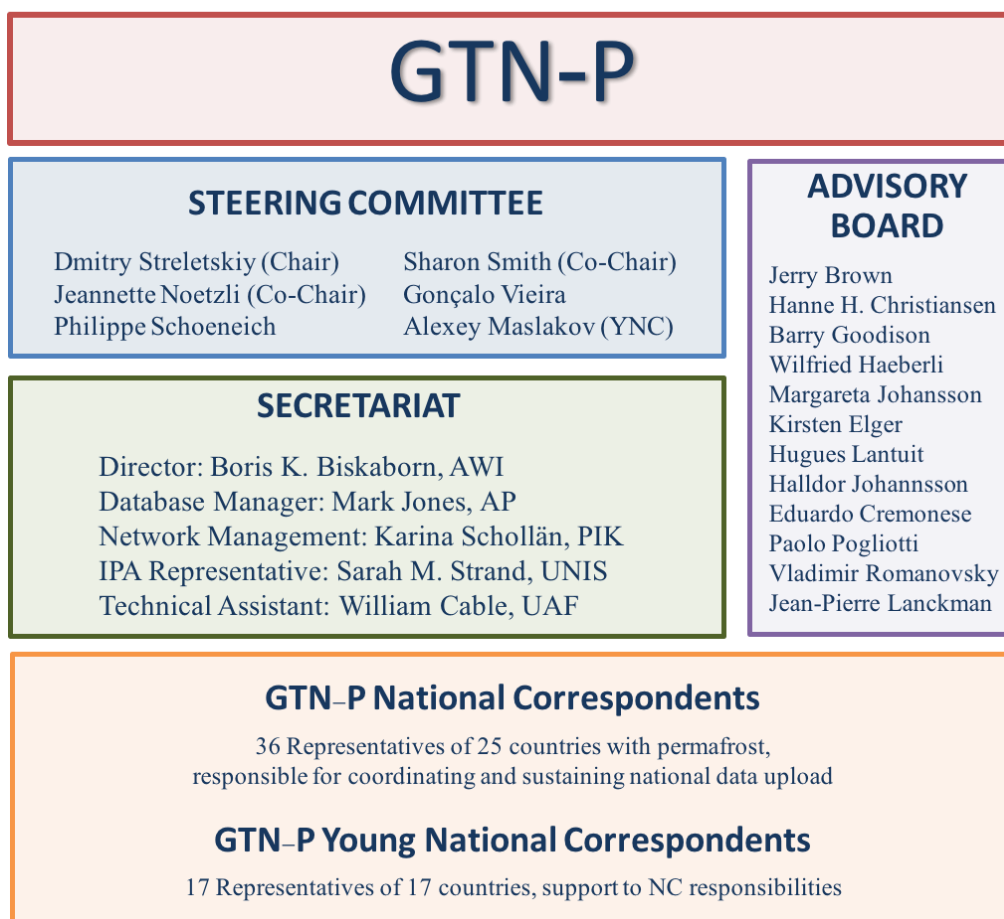 GTN-P
STEERING COMMITTEE
Dmitry Streletskiy (Chair)
Jeannette Noetzli (Co-Chair)
Philippe Schoeneich
Sharon Smith (Co-Chair)
Gonçalo Vieira
Alexey Maslakov (YNC)
ADVISORY
BOARD
Jerry Brown
Hanne H. Christiansen
Barry Goodison
Wilfried Haeberli
Margareta Johansson
Kirsten Elger
Hugues Lantuit
Halldor Johannsson
Eduardo Cremonese
Paolo Pogliotti
Vladimir Romanovsky
Jean-Pierre Lanckman
SECRETARIAT
Director: Boris K. Biskaborn, AWI
Database Manager: Mark Jones, AP
Network Management: Karina Schollän, PIK
IPA Representative: Sarah M. Strand, UNIS
Technical Assistant: William Cable, UAF
GTN–P National Correspondents
36 Representatives of 25 countries with permafrost,
responsible for coordinating and sustaining national data upload
GTN–P Young National Correspondents
17 Representatives of 17 countries, support to NC responsibilities